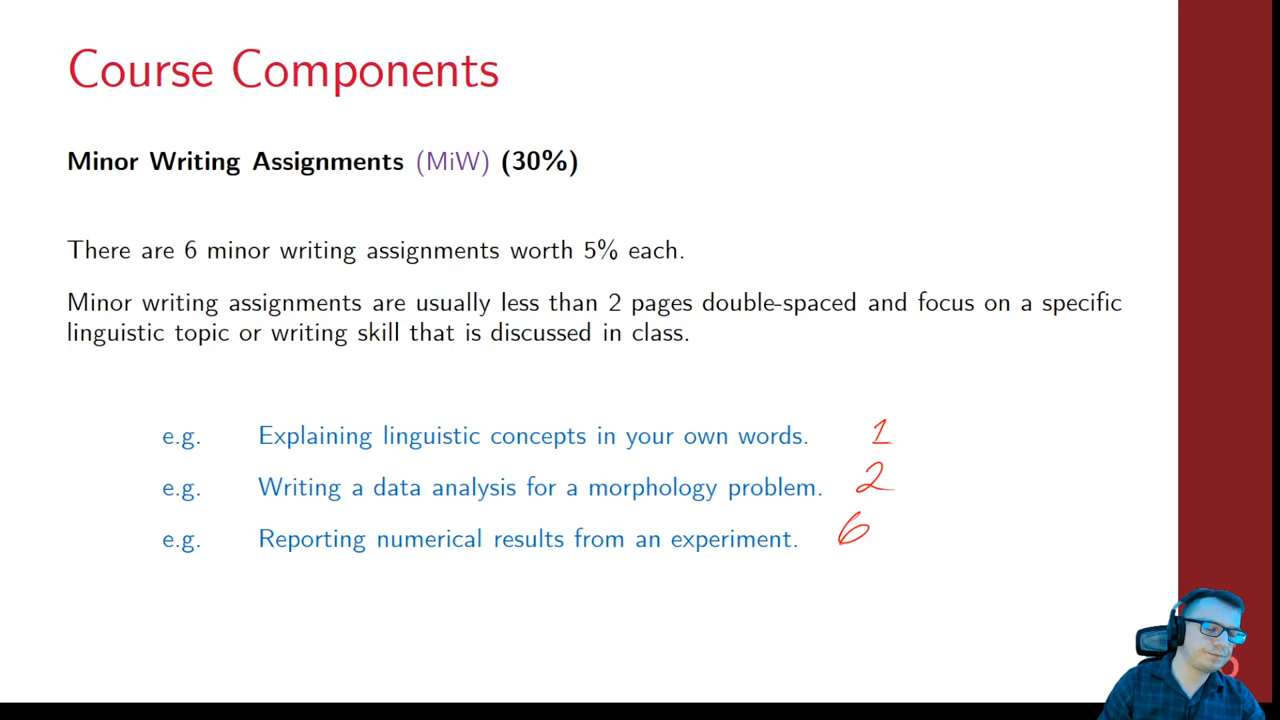 Course Components
Minor Writing Assignments (MiW) (30%)
There are 6 minor writing assignments worth 5% each.
Minor writing assignments are usually less than 2 pages double-spaced and focus on a specific
linguistic topic or writing skill that is discussed in class.
e.g. Explaining linguistic concepts in your own words. 1
e.g. Writing a data analysis for a morphology problem. 2
e.g. Reporting numerical results from an experiment. 6